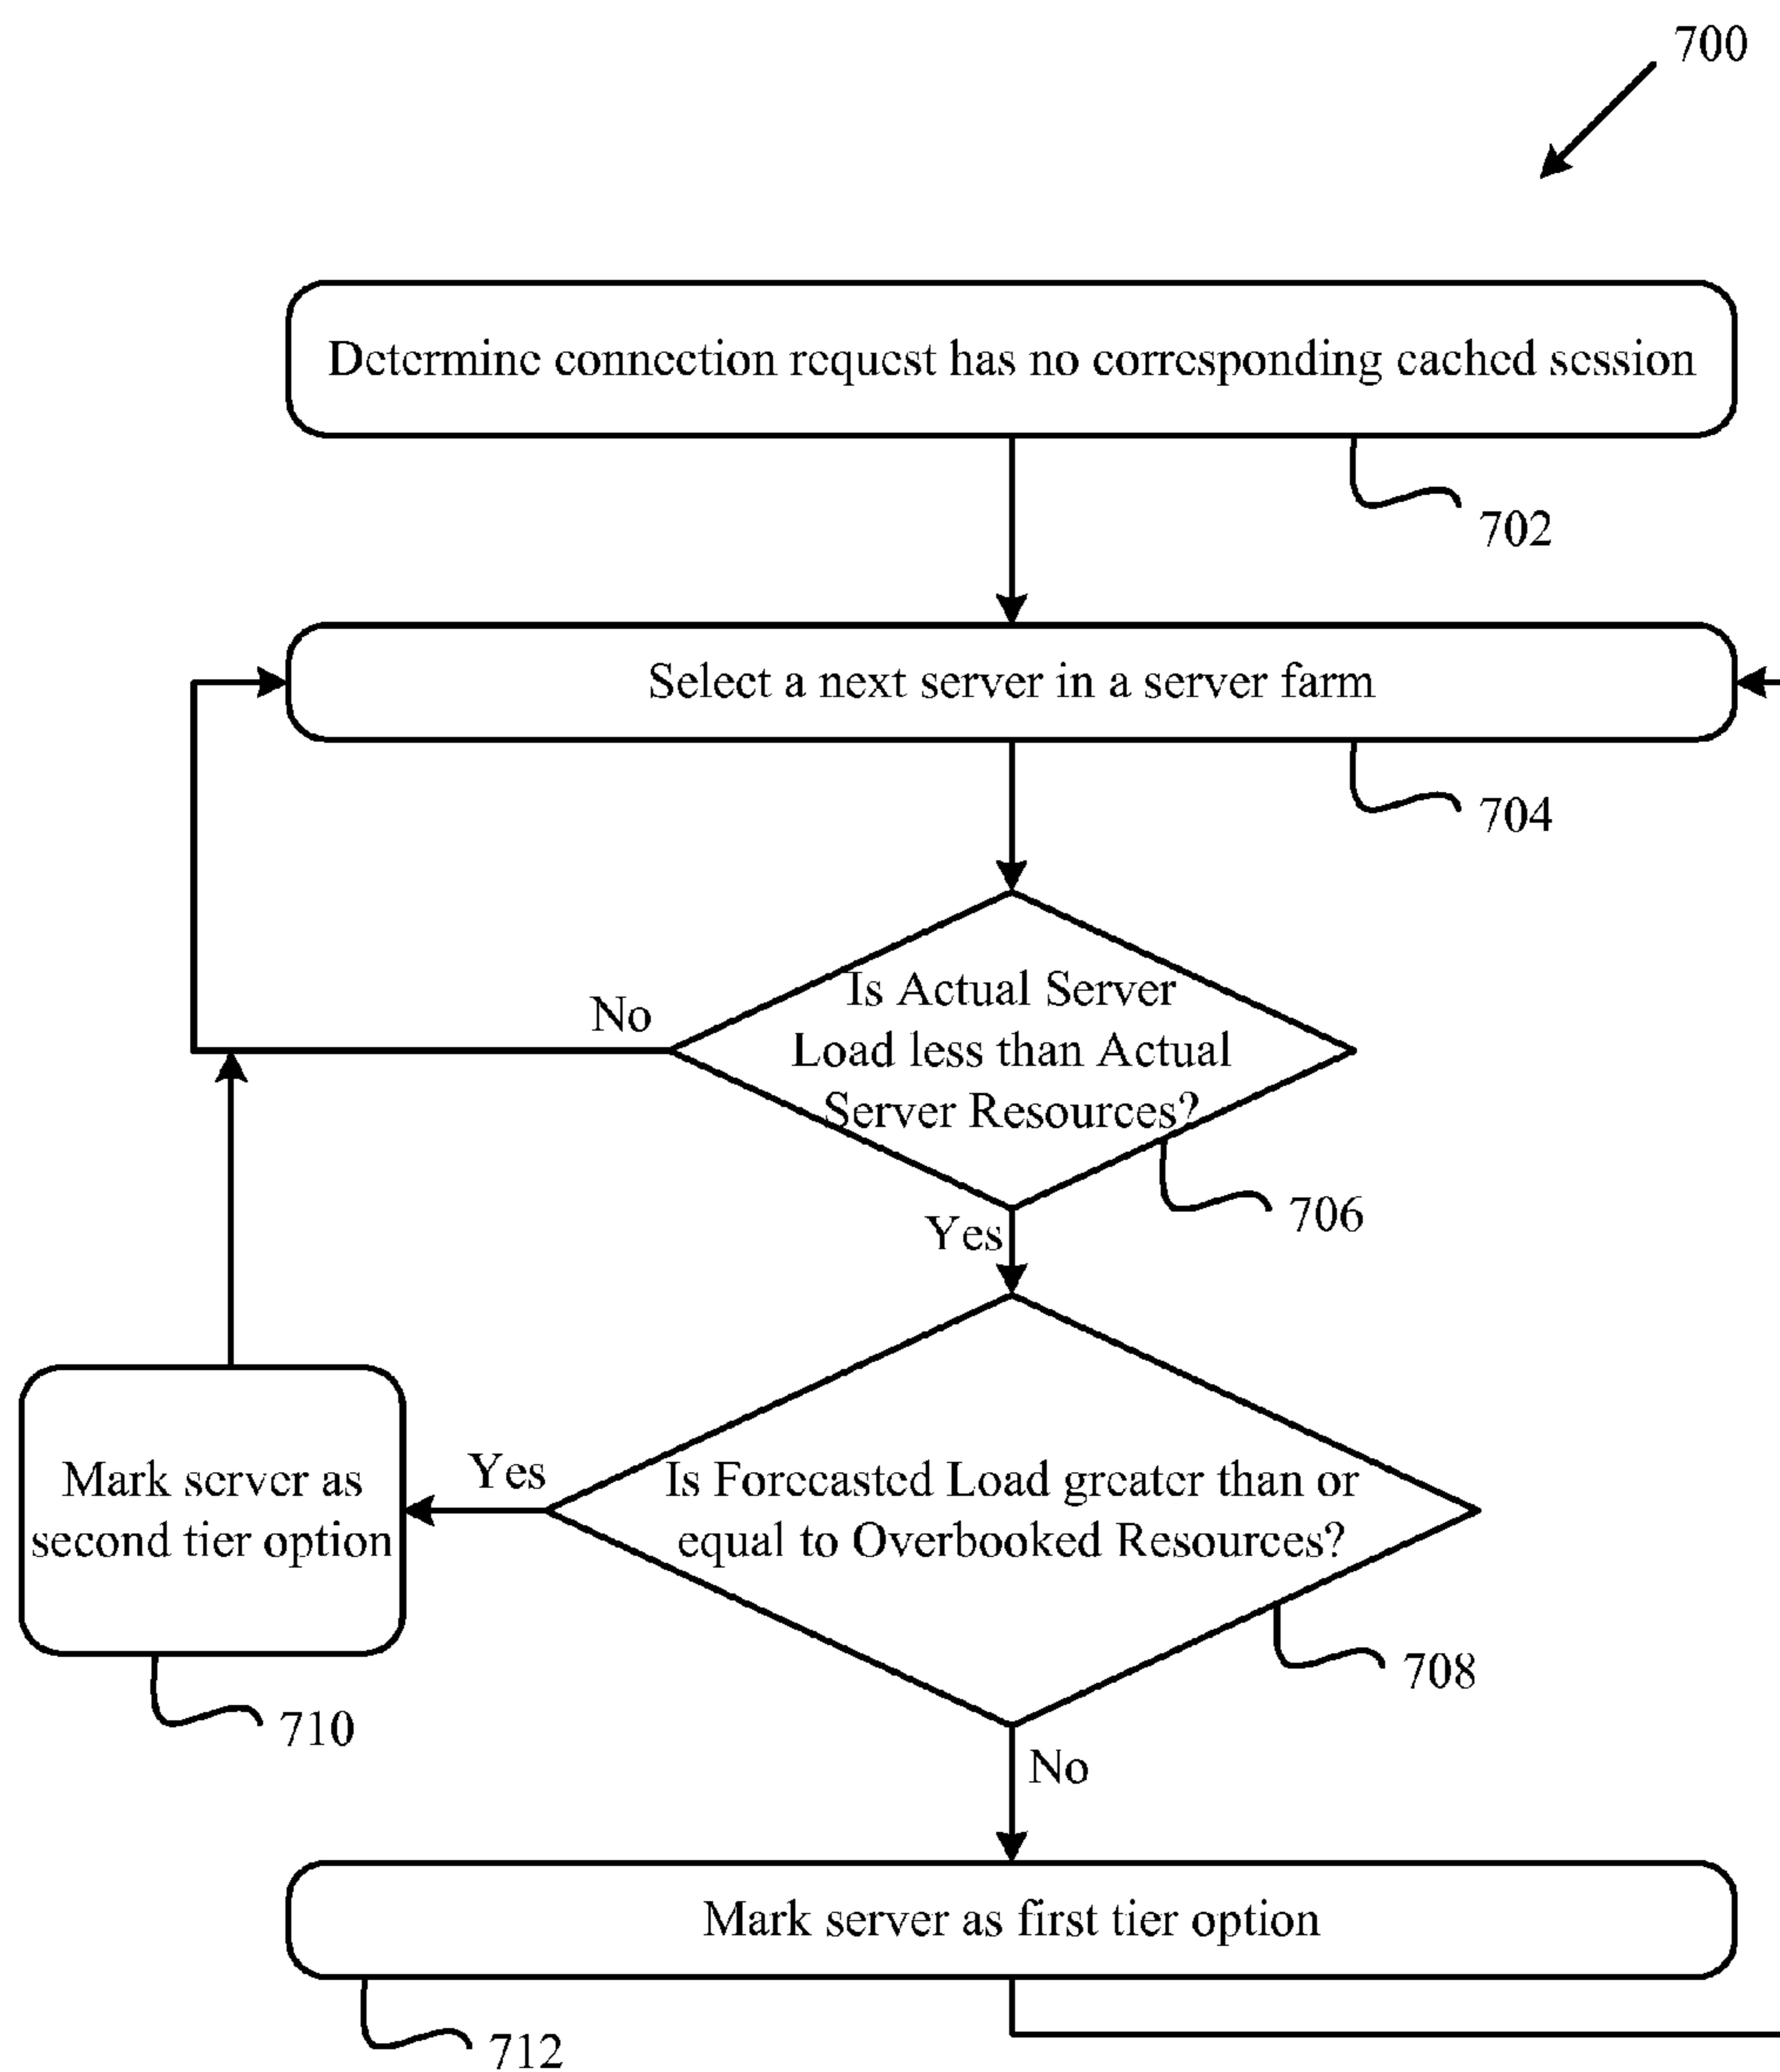 700
Determine connection request has no corresponding cached session
702
Select a next server in a server farm
704
Is Actual Server
Load less than Actual
Server Resources?
No
706
Yes
Is Forecasted Load greater than or
equal to Overbooked Resources?
Yes
Mark server as
second tier option
708
710
No
Mark server as first tier option
712